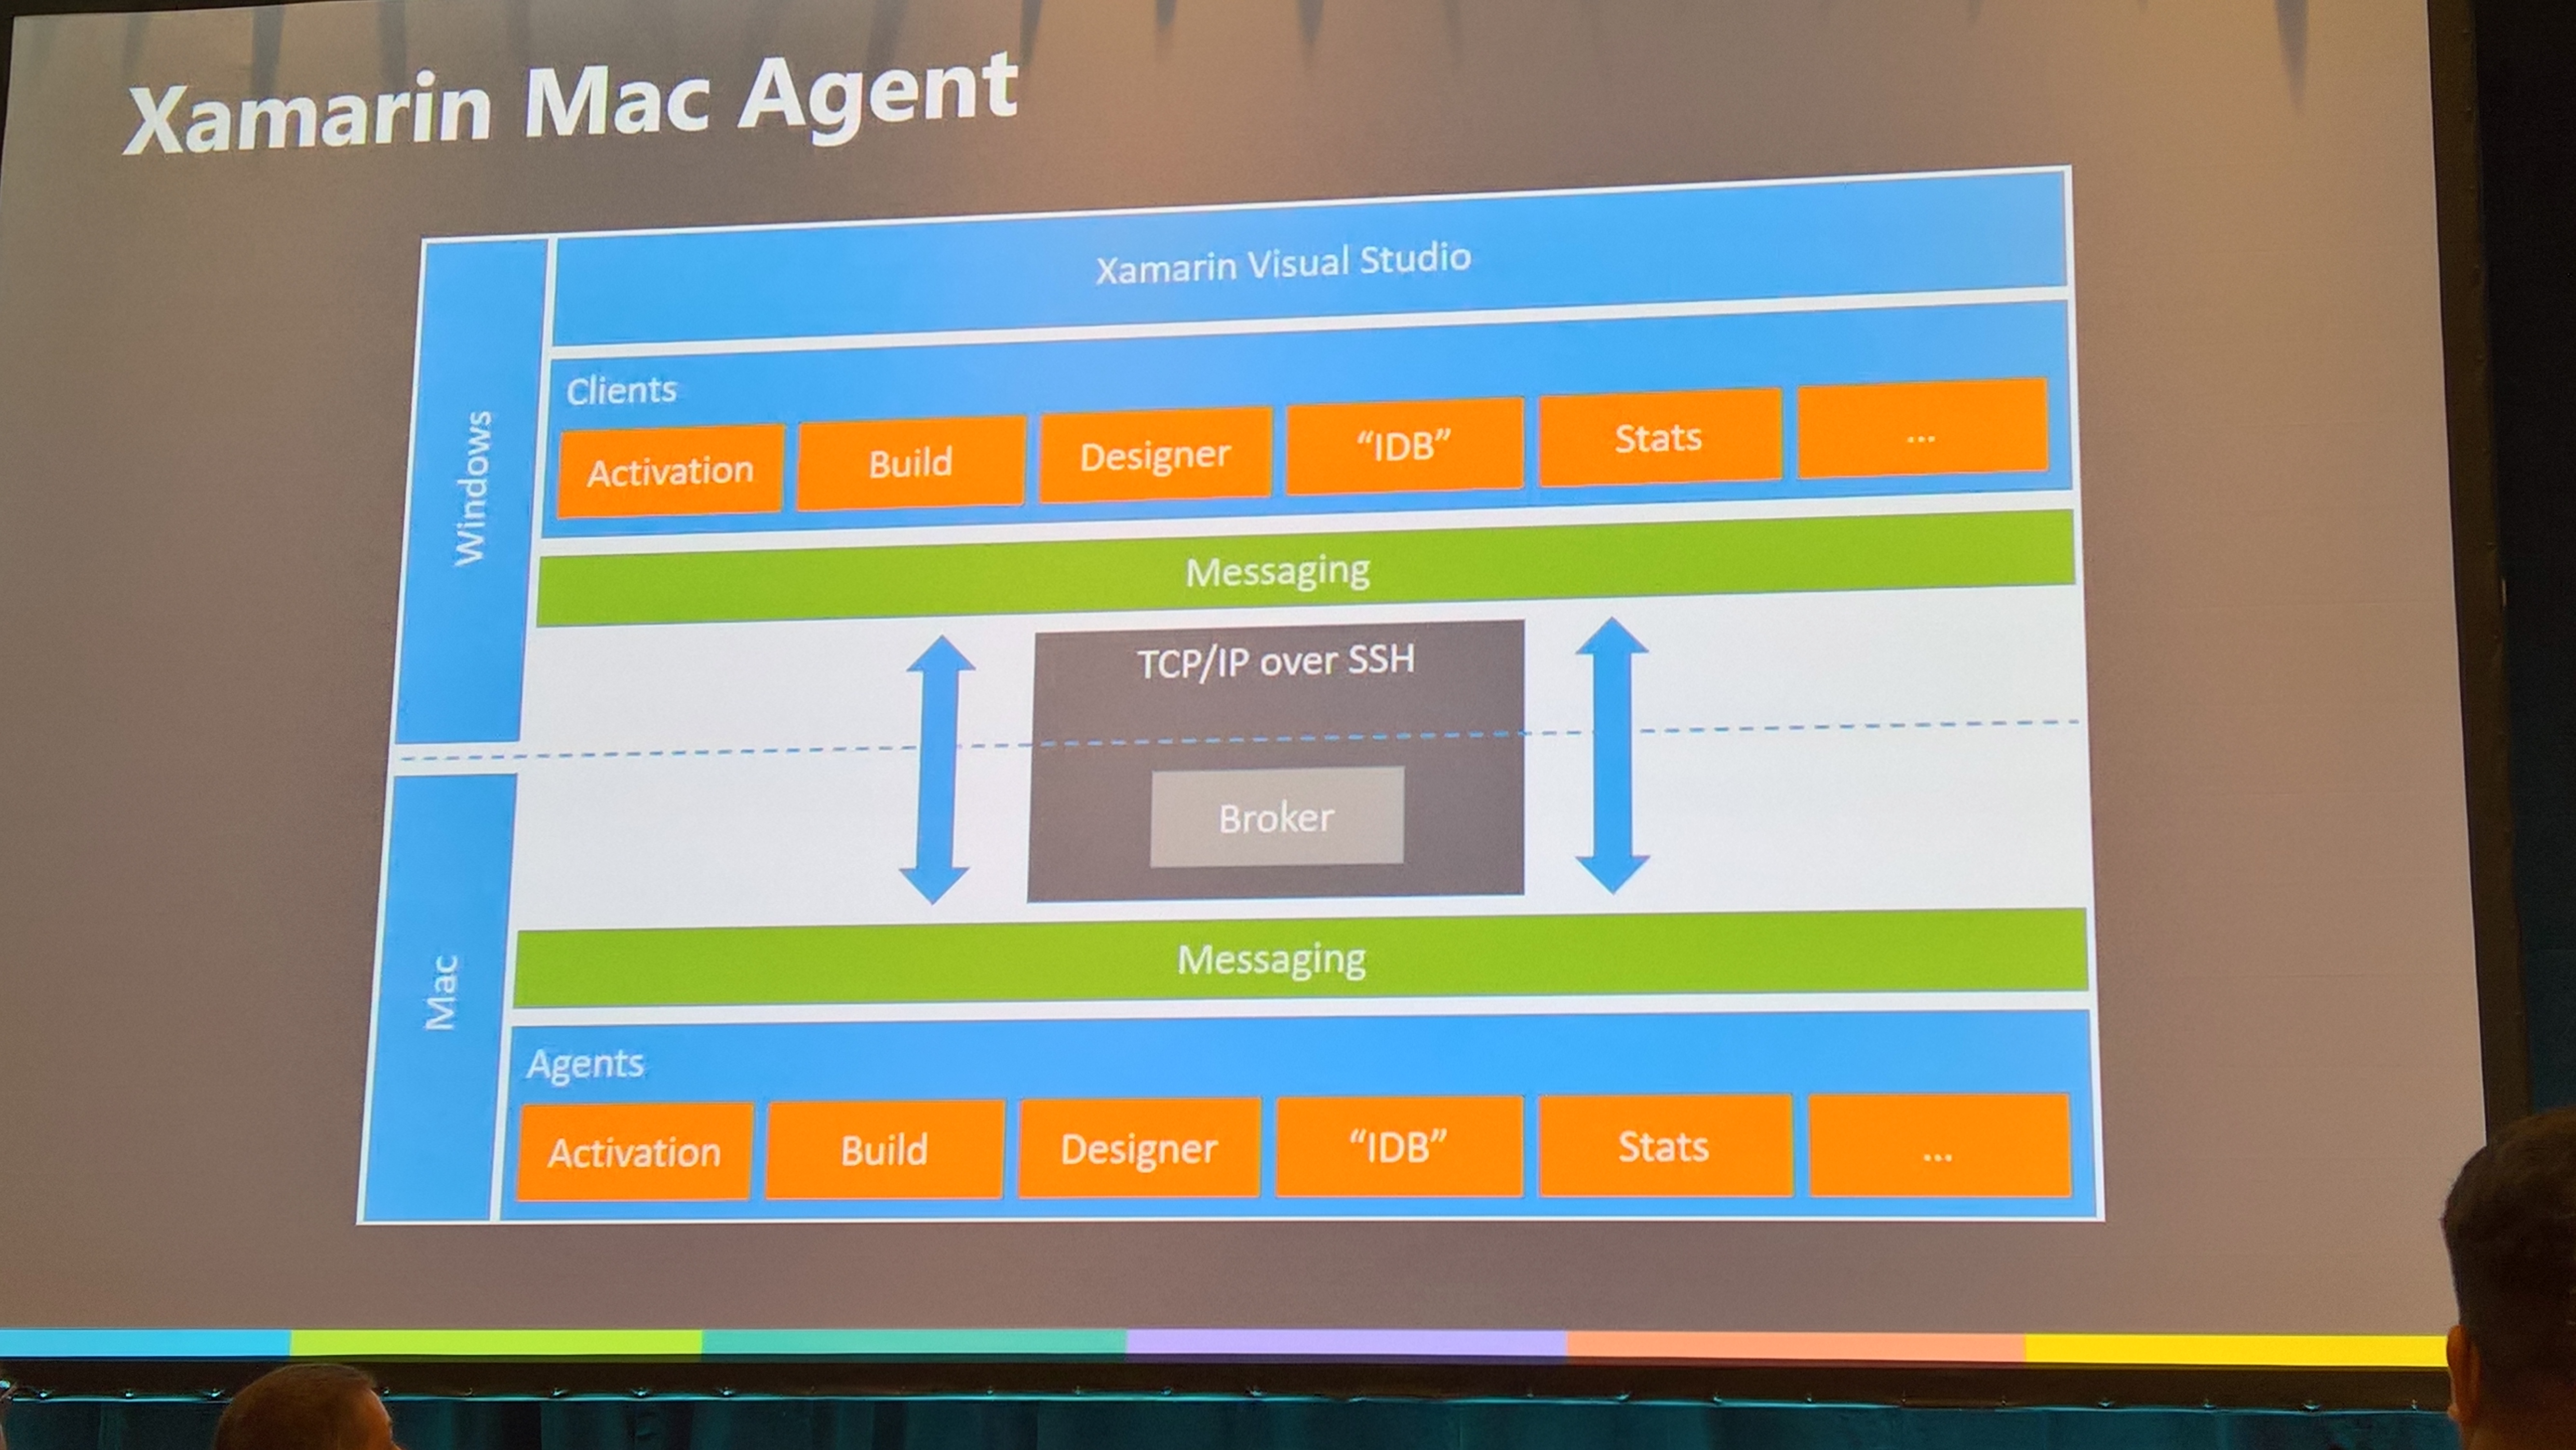 Xamarin Mac Agent
Xamarin Visual Studio
Windows
Clients
Activation
Build
Designer
“IDB”
Stats
...
Messaging
TCP/IP over SSH
Broker
Mac
Messaging
Agents
Activation
Build
Designer
“IDB”
Stats
...